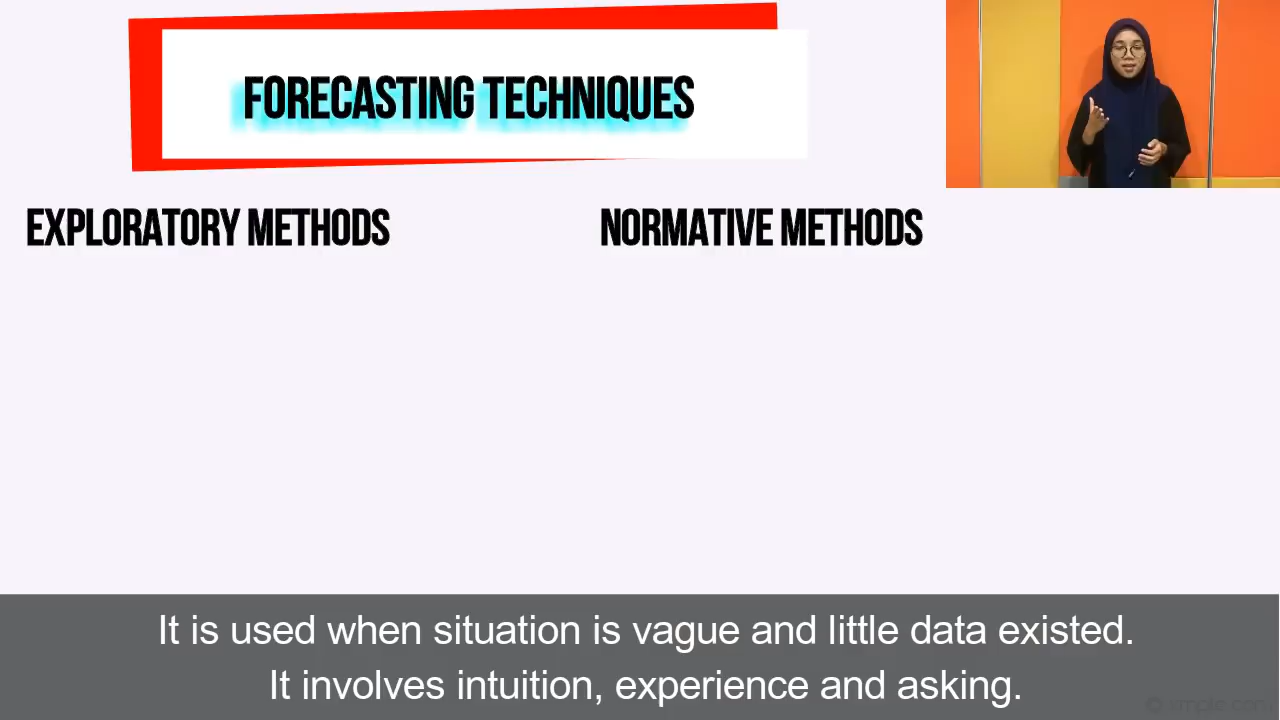 FORECASTING TECHNIQUES
EXPLORATORY METHODS
NORMATIVE METHODS
It is used when situation is vague and little data existed.
It involves intuition, experience and asking.